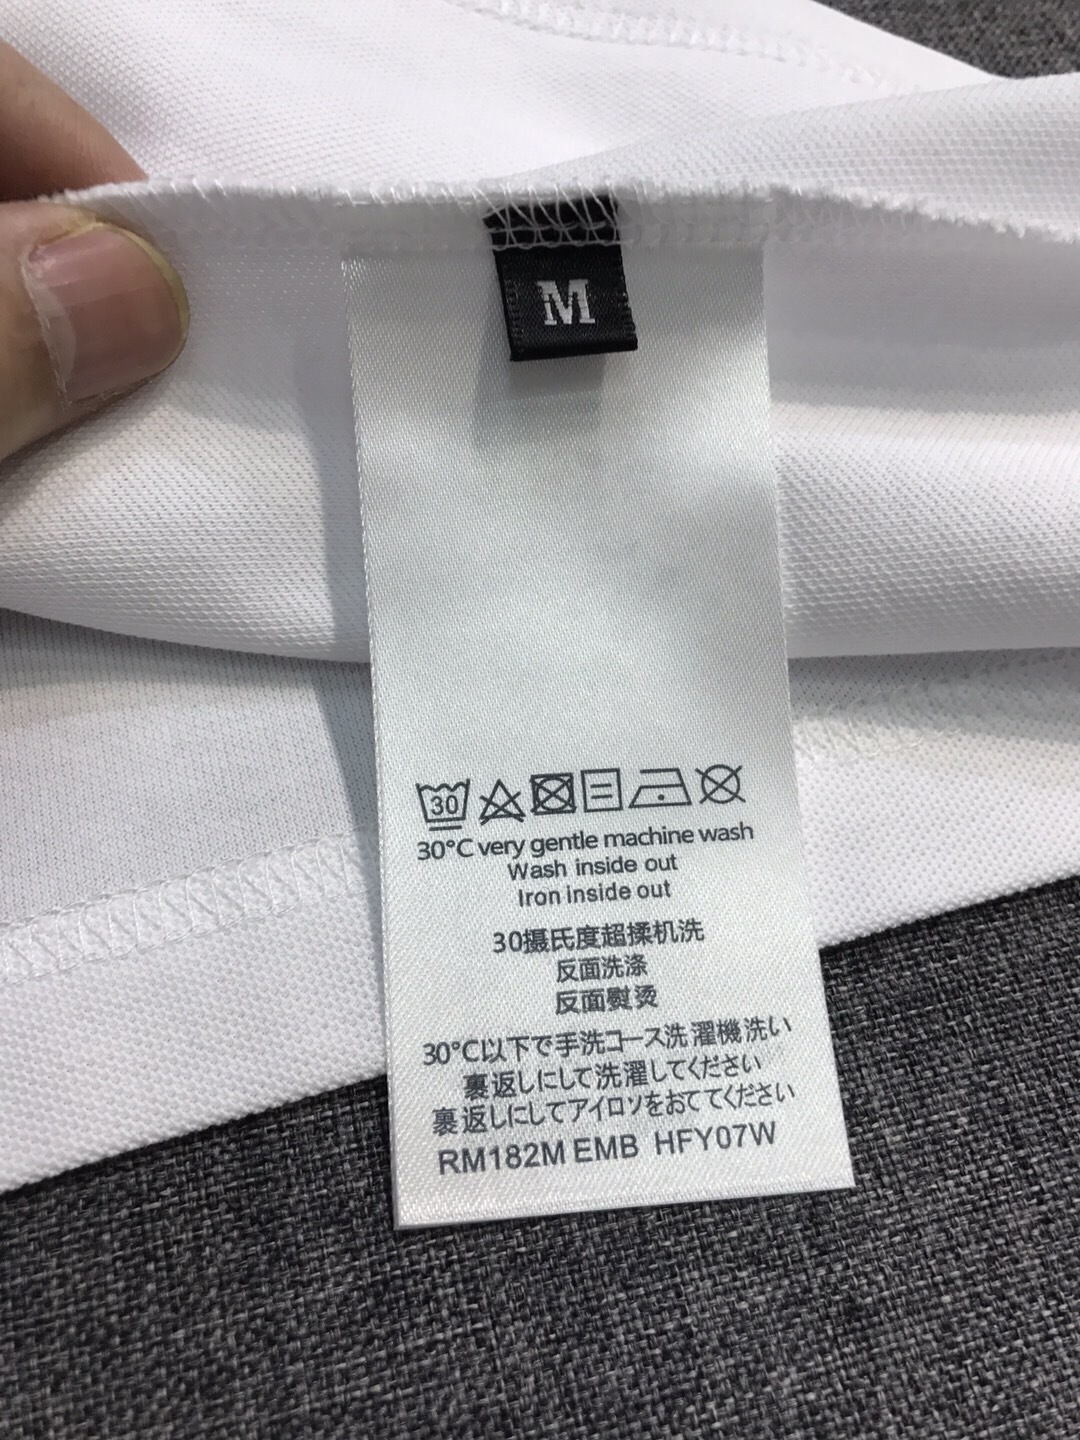 M
30
30°C very gentle machine wash
Wash inside out
Iron inside out
30摄氏度超揉机洗
反面洗涤
反面熨烫
30°C以下で手洗コース洗濯機洗い
裏返しにして洗濯してください
裏返しにしてアイロソをおててください
RM182M EMB HFY07W